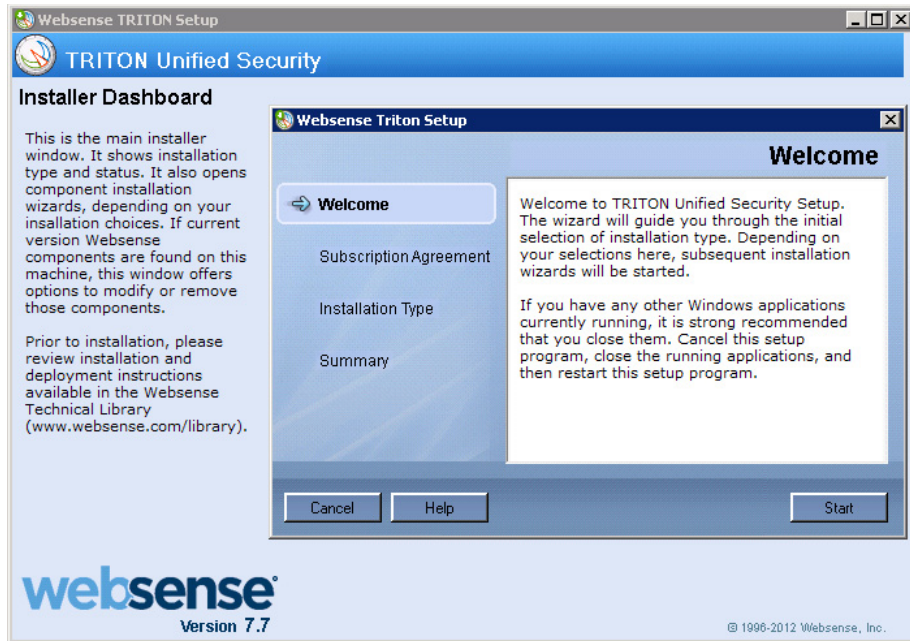 Websense TRITON Setup
TRITON Unified Security
Installer Dashboard
This is the main installer
window. It shows installation
type and status. It also opens
component installation
wizards, depending on your
insallation choices. If current
version Websense
components are found on this
machine, this window offers
options to modify or remove
those components.
Prior to installation, please
review installation and
deployment instructions
available in the Websense
Technical Library
(www.websense.com/library).
Websense Triton Setup
Welcome
Welcome
Subscription Agreement
Installation Type
Summary
Welcome to TRITON Unified Security Setup.
The wizard will guide you through the initial
selection of installation type. Depending on
your selections here, subsequent installation
wizards will be started.
If you have any other Windows applications
currently running, it is strong recommended
that you close them. Cancel this setup
program, close the running applications, and
then restart this setup program.
Cancel
Help
Start
websense
Version 7.7
© 1996-2012 Websense, Inc.